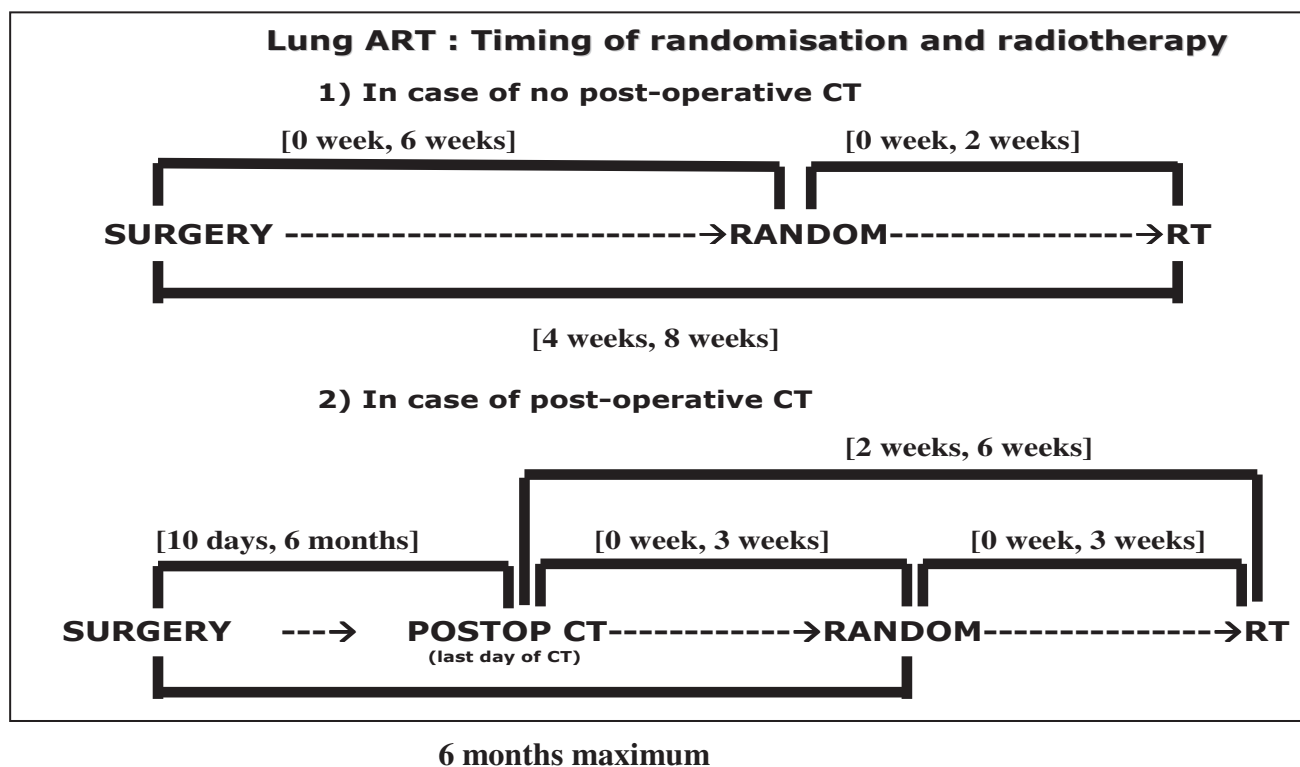 Lung ART : Timing of randomisation and radiotherapy
1) In case of no post-operative CT
[0 week, 6 weeks] [0 week, 2 weeks]
SURGERY --------------------------→RANDOM----------------→RT
[4 weeks, 8 weeks]
2) In case of post-operative CT
[2 weeks, 6 weeks]
[10 days, 6 months] [0 week, 3 weeks] [0 week, 3 weeks]
SURGERY ---→ POSTOP CT------------→RANDOM---------------→RT
(last day of CT)
6 months maximum